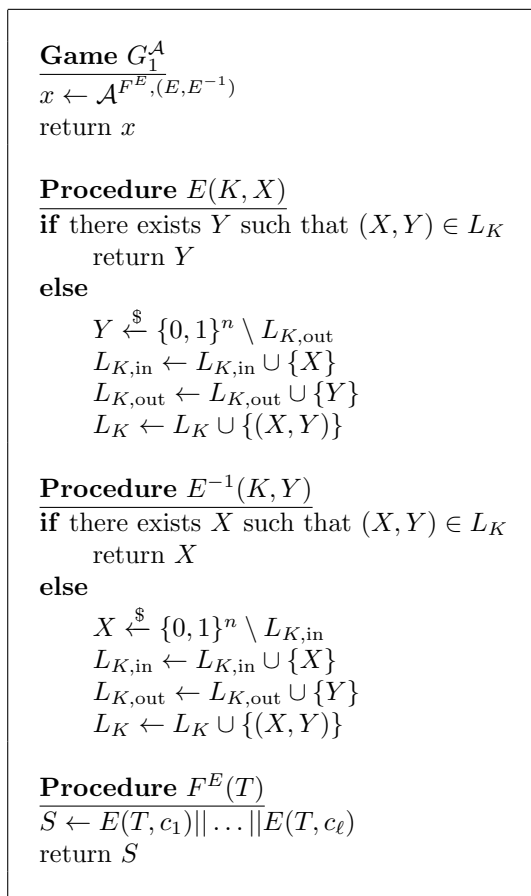 Game G₁^𝒜
x ← 𝒜^{F^E,(E,E^{-1})}
return x
Procedure E(K, X)
if there exists Y such that (X, Y) ∈ L_K
return Y
else
Y ←$ {0, 1}^n \ L_{K,out}
L_{K,in} ← L_{K,in} ∪ {X}
L_{K,out} ← L_{K,out} ∪ {Y}
L_K ← L_K ∪ {(X, Y)}
Procedure E^{-1}(K, Y)
if there exists X such that (X, Y) ∈ L_K
return X
else
X ←$ {0, 1}^n \ L_{K,in}
L_{K,in} ← L_{K,in} ∪ {X}
L_{K,out} ← L_{K,out} ∪ {Y}
L_K ← L_K ∪ {(X, Y)}
Procedure F^E(T)
S ← E(T, c₁)|| . . . ||E(T, c_ℓ)
return S